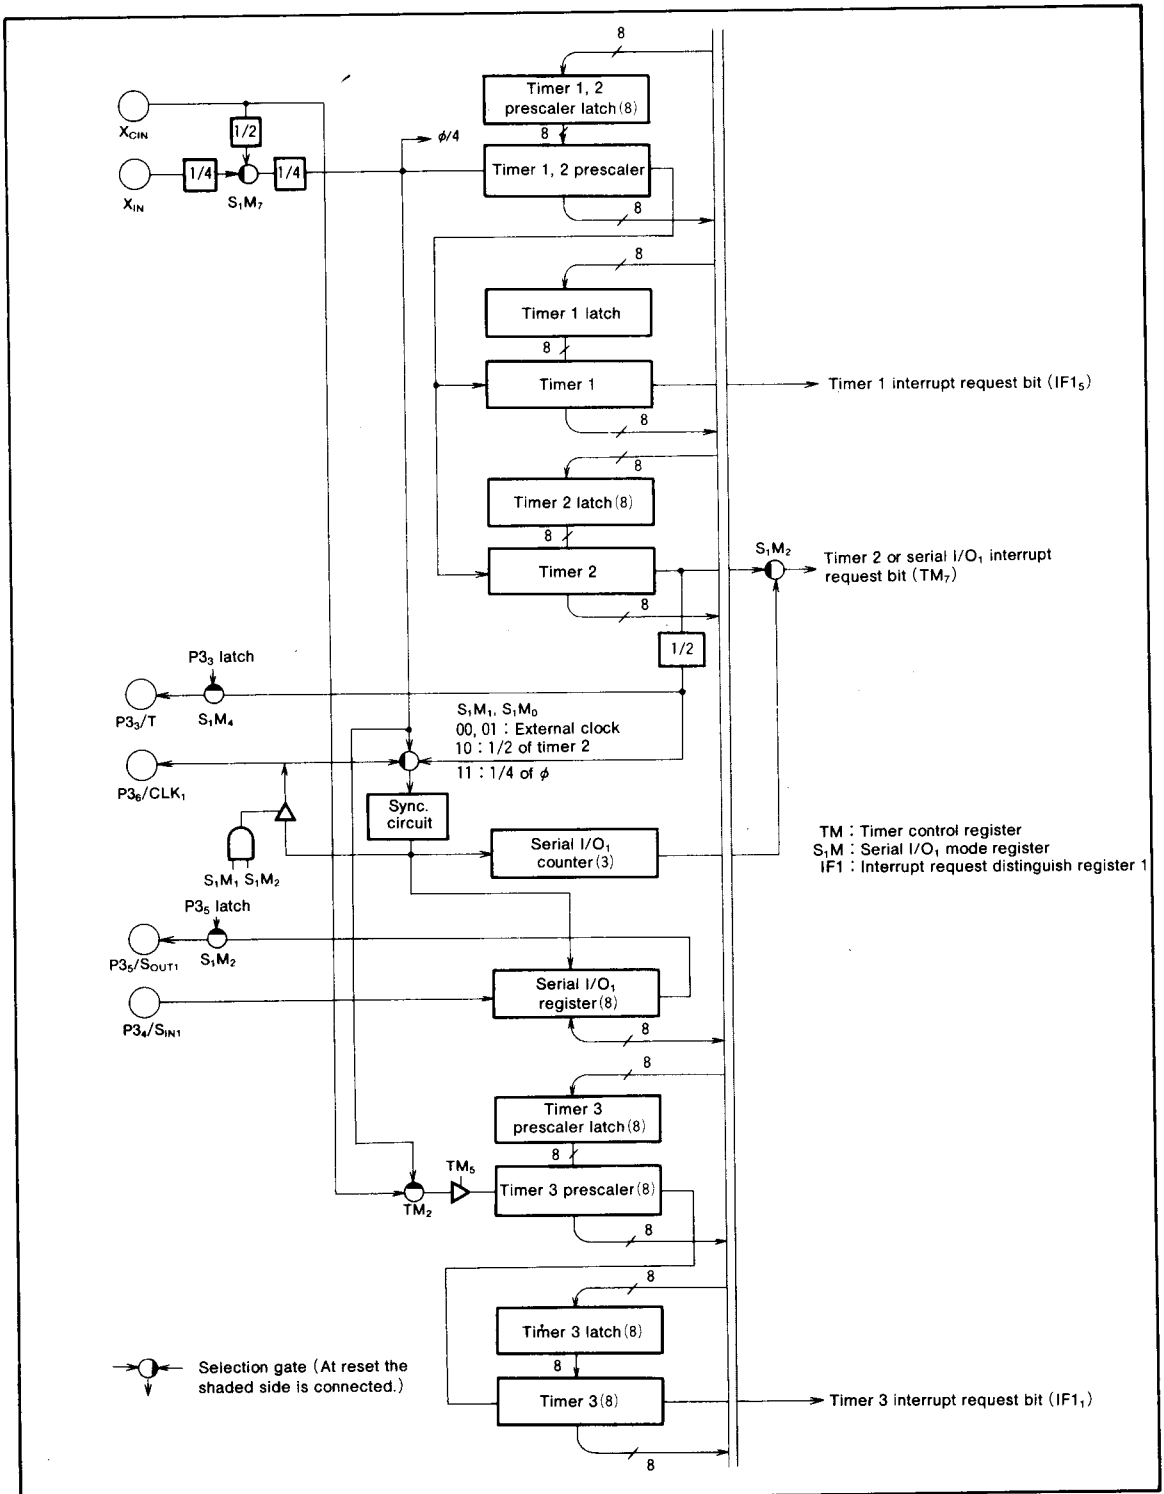 8
Timer 1, 2
prescaler latch(8)
X_CIN
1/2
8
ϕ/4
1/4
1/4
Timer 1, 2 prescaler
X_IN
S₁M₇
8
8
Timer 1 latch
8
Timer 1
Timer 1 interrupt request bit (IF1₅)
8
8
Timer 2 latch(8)
8
Timer 2
S₁M₂
Timer 2 or serial I/O₁ interrupt
request bit (TM₇)
8
1/2
P3₃ latch
P3₃/T
S₁M₄
S₁M₁, S₁M₀
00, 01 : External clock
10 : 1/2 of timer 2
11 : 1/4 of ϕ
P3₆/CLK₁
Sync.
circuit
Serial I/O₁
counter(3)
S₁M₁ S₁M₂
TM : Timer control register
S₁M : Serial I/O₁ mode register
IF1 : Interrupt request distinguish register 1
P3₅ latch
P3₅/S_OUT1
S₁M₂
Serial I/O₁
register(8)
P3₄/S_IN1
8
8
Timer 3
prescaler latch(8)
8
TM₅
Timer 3 prescaler(8)
TM₂
8
8
Timer 3 latch(8)
8
Selection gate (At reset the
shaded side is connected.)
Timer 3(8)
Timer 3 interrupt request bit (IF1₁)
8